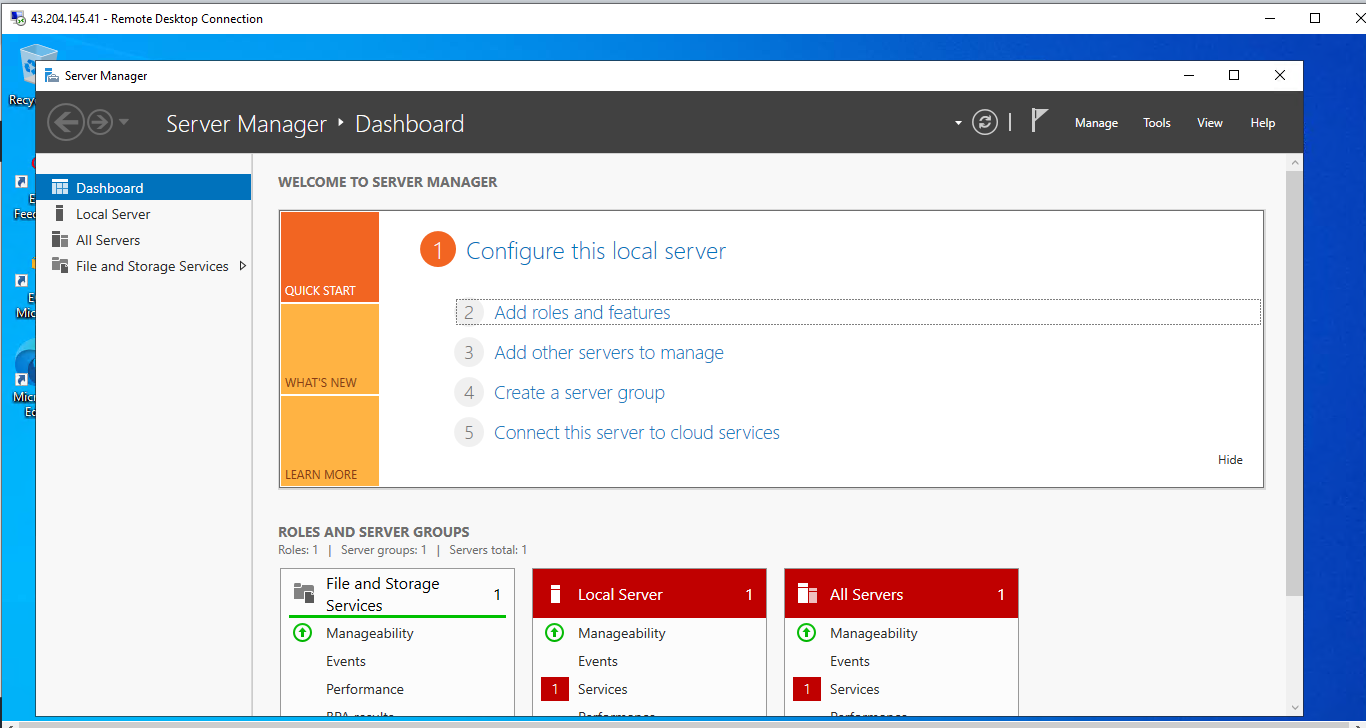 43.204.145.41 - Remote Desktop Connection
Server Manager
Server Manager ‣ Dashboard
Manage Tools View Help
Dashboard
Local Server
All Servers
File and Storage Services
WELCOME TO SERVER MANAGER
QUICK START
WHAT'S NEW
LEARN MORE
1 Configure this local server
2 Add roles and features
3 Add other servers to manage
4 Create a server group
5 Connect this server to cloud services
Hide
ROLES AND SERVER GROUPS
Roles: 1 | Server groups: 1 | Servers total: 1
File and Storage
Services 1
Manageability
Events
Performance
BPA results
Local Server 1
Manageability
Events
1 Services
Performance
All Servers 1
Manageability
Events
1 Services
Performance